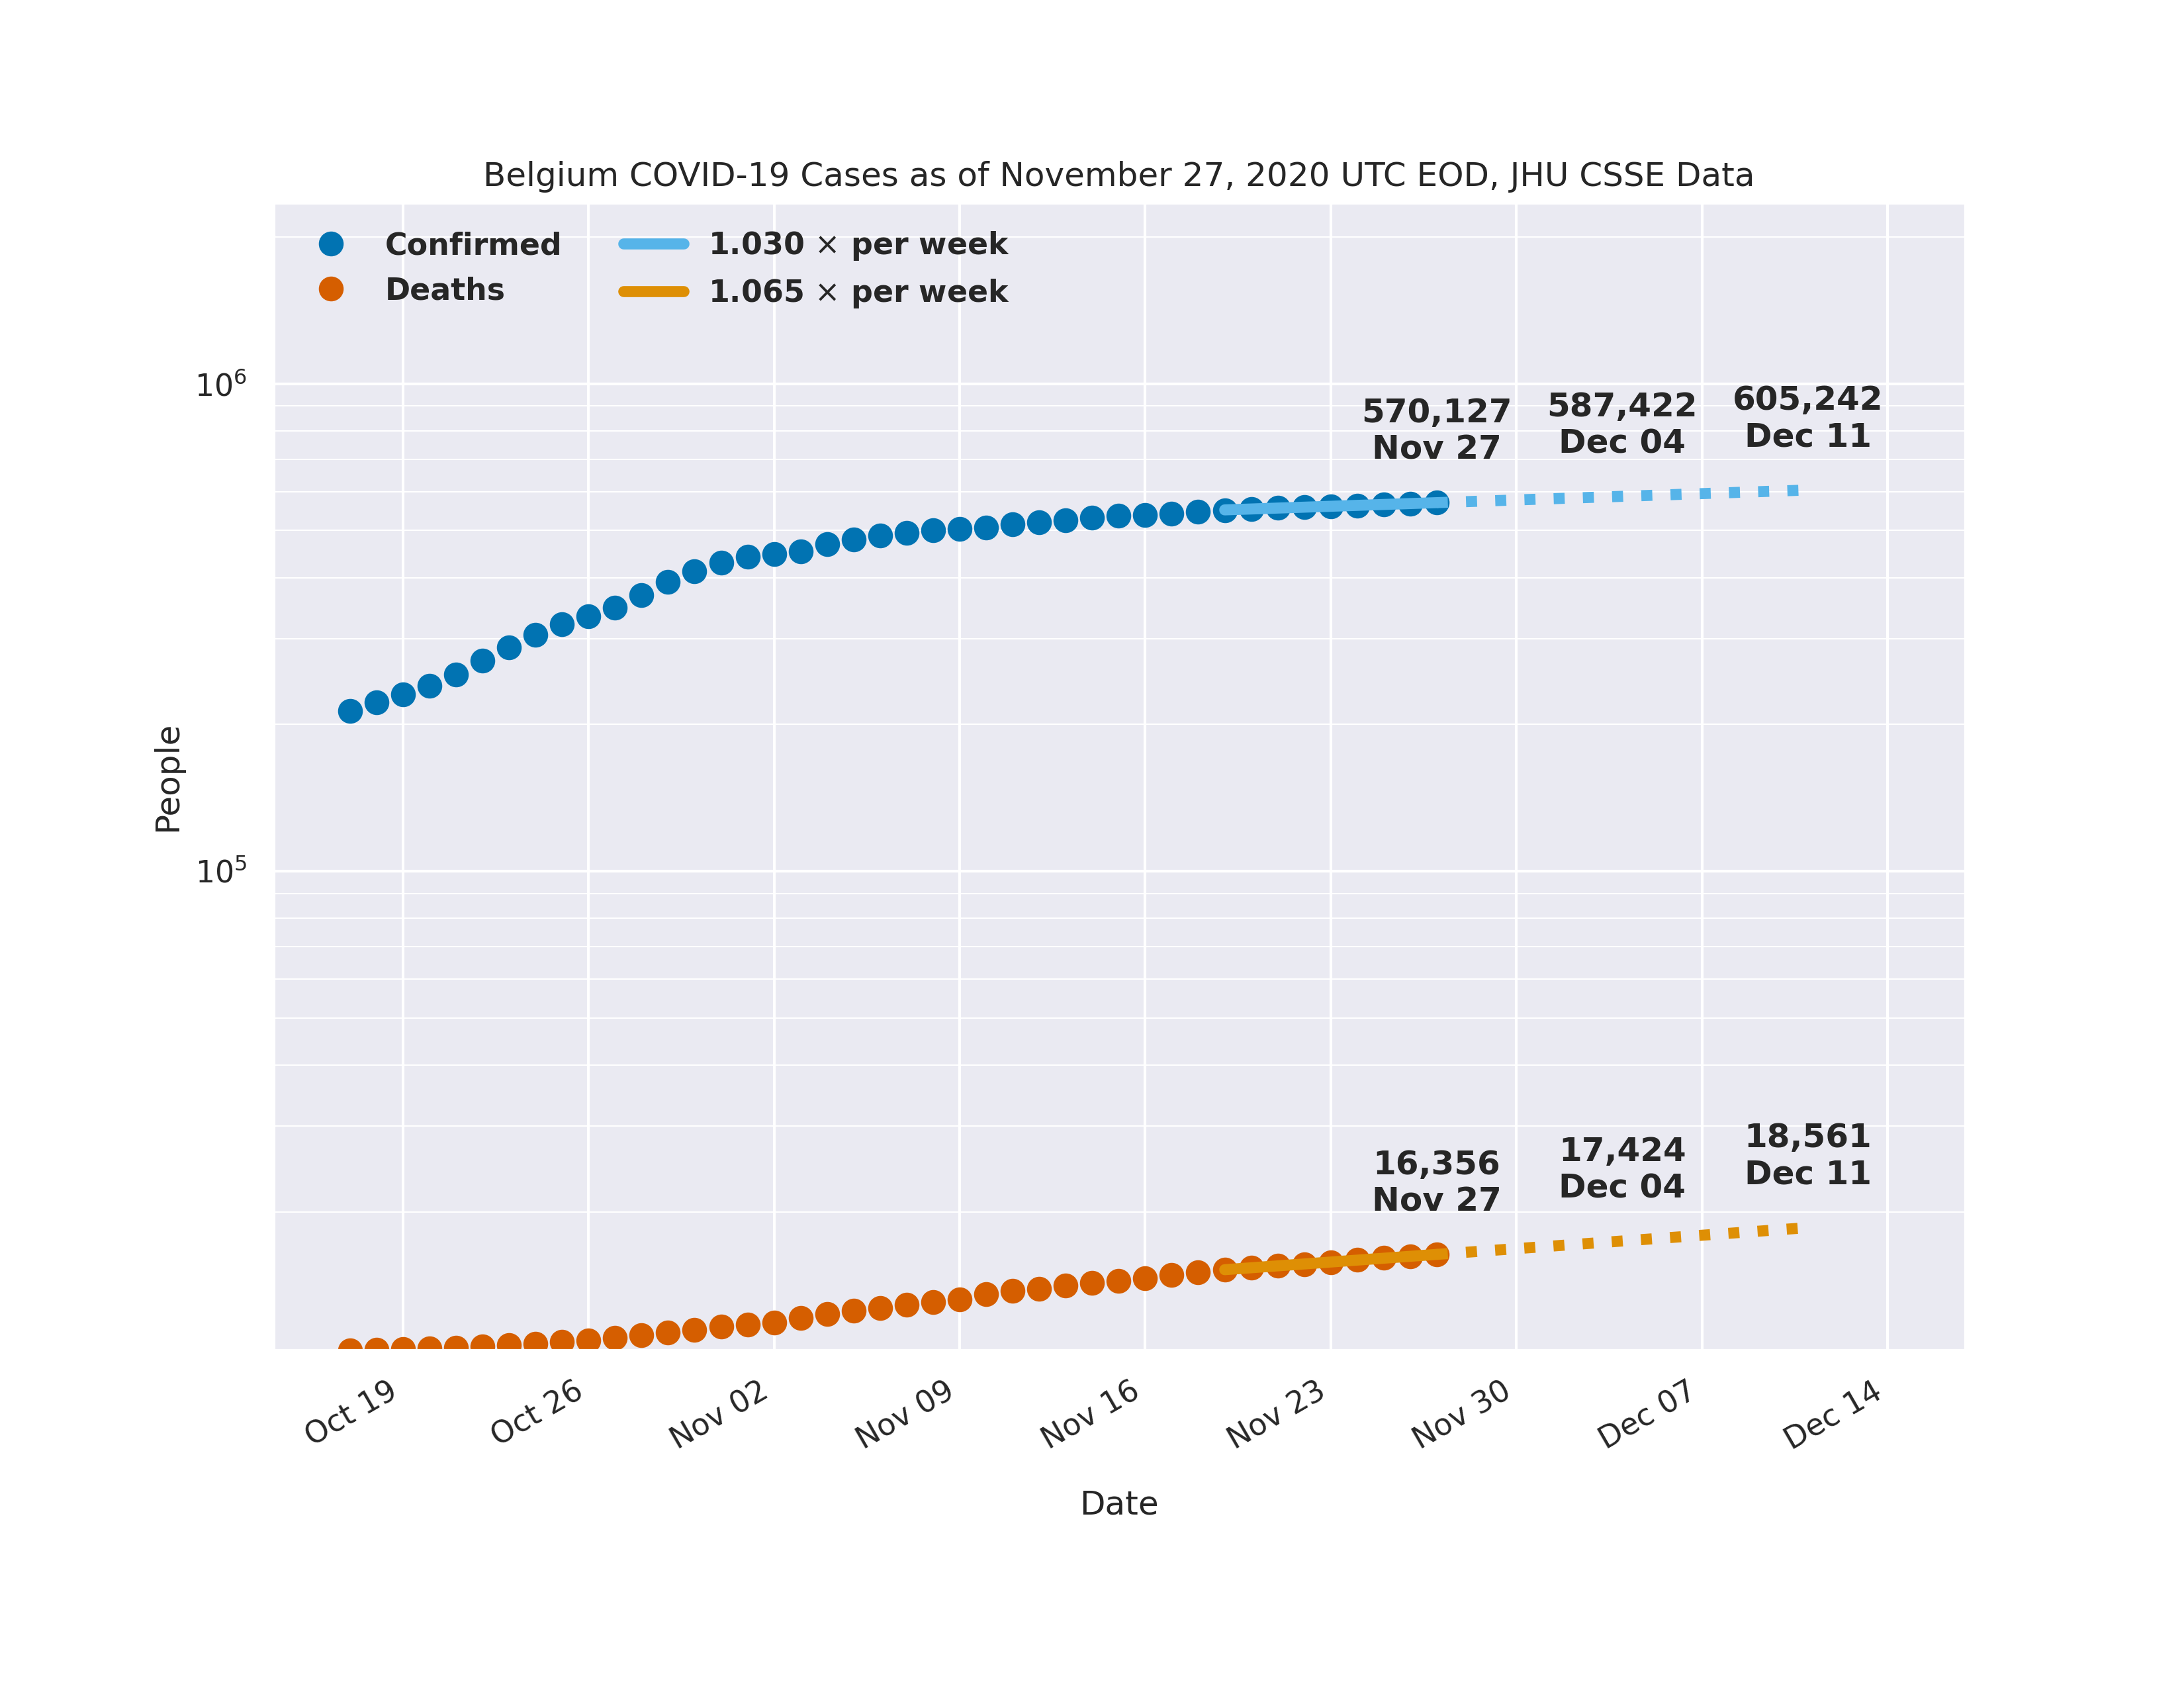 Belgium COVID-19 Cases as of November 27, 2020 UTC EOD, JHU CSSE Data
Confirmed
Deaths
1.030 × per week
1.065 × per week
10⁶
10⁵
People
570,127
Nov 27
587,422
Dec 04
605,242
Dec 11
16,356
Nov 27
17,424
Dec 04
18,561
Dec 11
Oct 19
Oct 26
Nov 02
Nov 09
Nov 16
Nov 23
Nov 30
Dec 07
Dec 14
Date